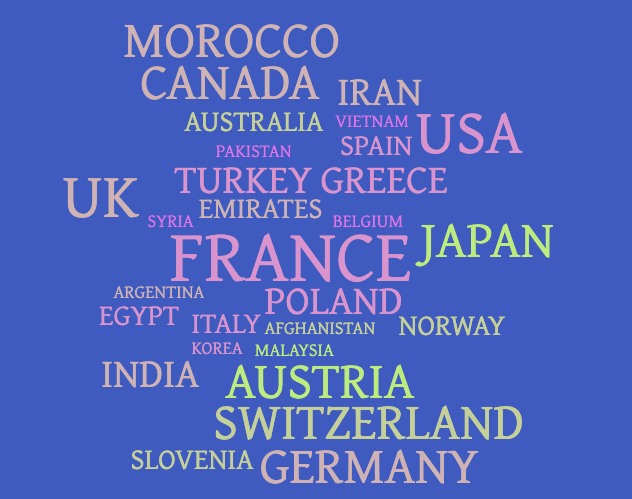 MOROCCO
CANADA
IRAN
AUSTRALIA
VIETNAM
USA
PAKISTAN
SPAIN
TURKEY GREECE
UK
EMIRATES
SYRIA
BELGIUM
FRANCE
JAPAN
ARGENTINA
POLAND
EGYPT
ITALY
AFGHANISTAN
NORWAY
KOREA
MALAYSIA
INDIA
AUSTRIA
SWITZERLAND
SLOVENIA
GERMANY